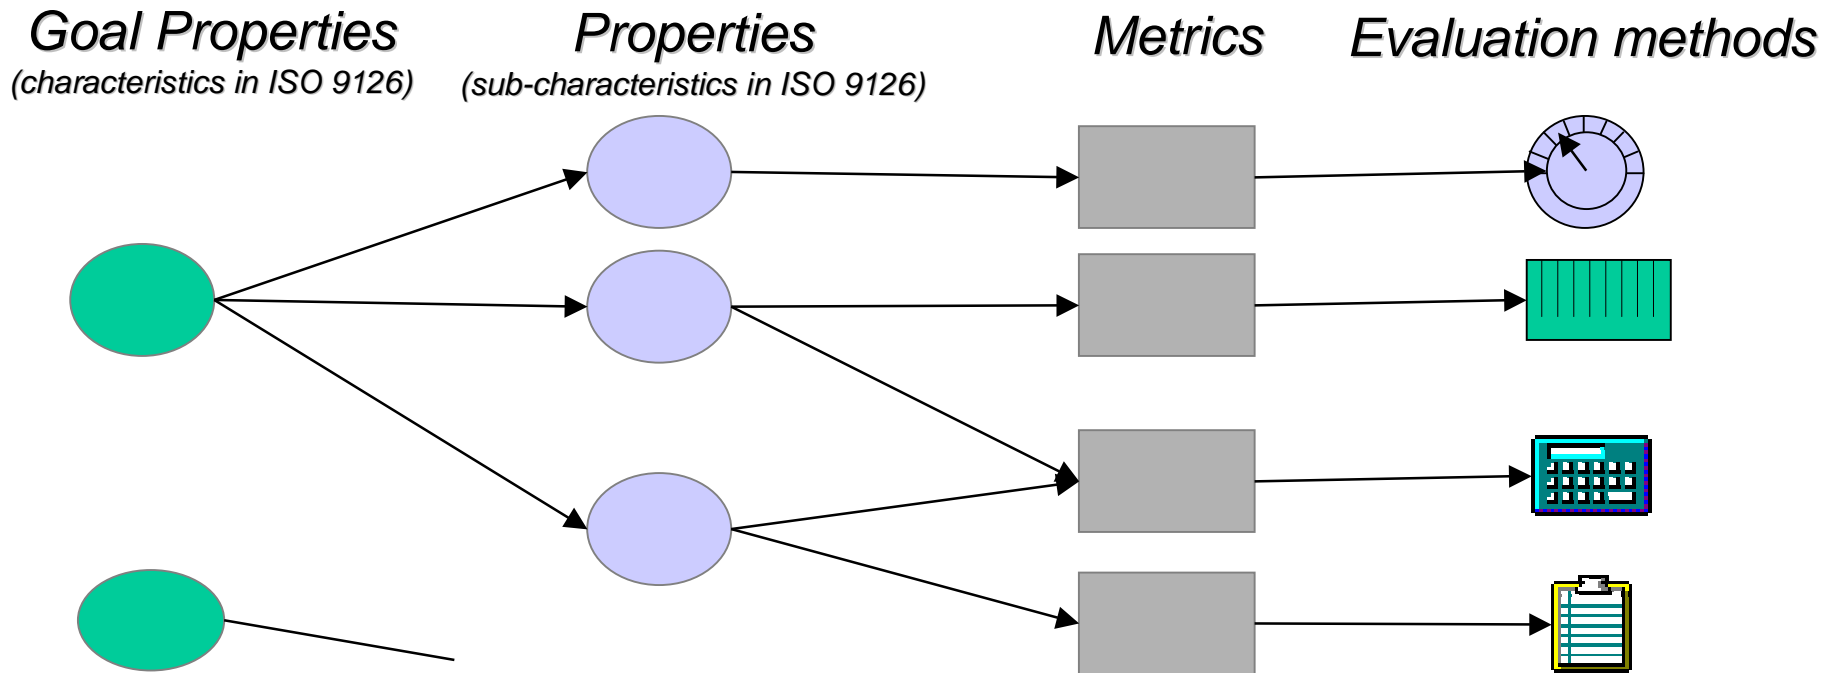 Goal Properties
(characteristics in ISO 9126)
Properties
(sub-characteristics in ISO 9126)
Metrics
Evaluation methods